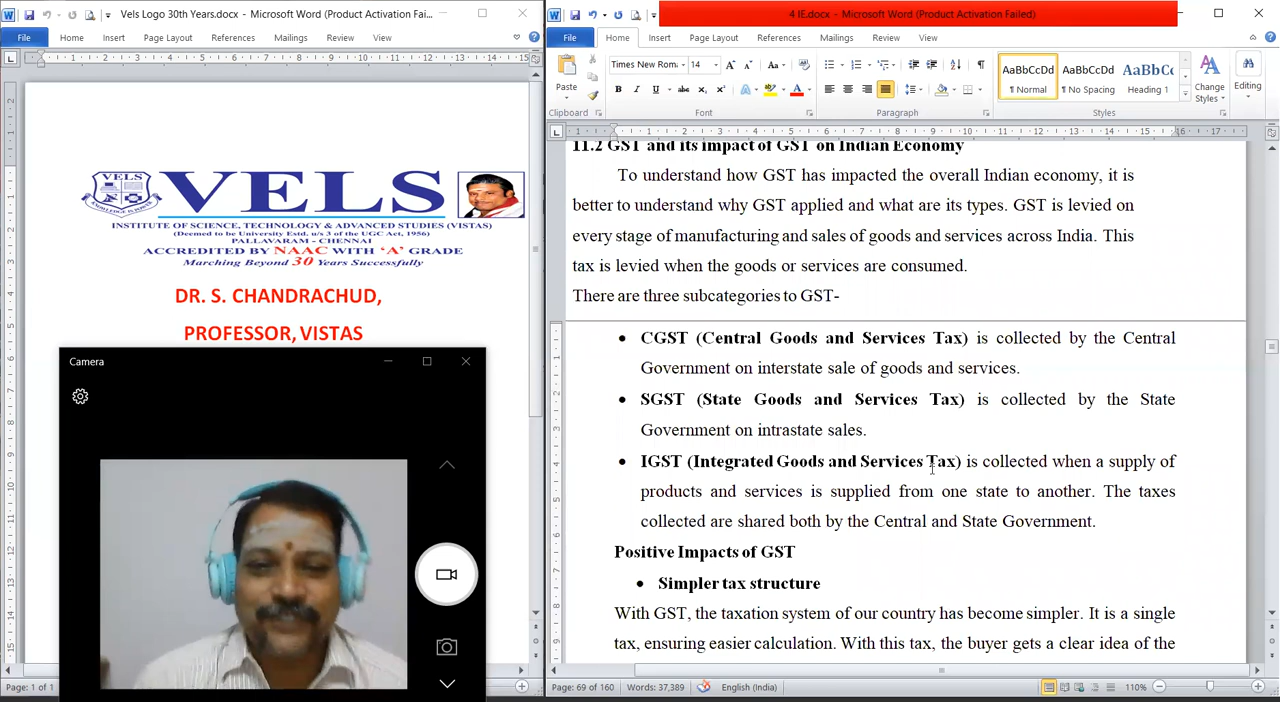 Vels Logo 30th Years.docx - Microsoft Word (Product Activation Fai...
File Home Insert Page Layout References Mailings Review View
VELS
VELS
INSTITUTE OF SCIENCE, TECHNOLOGY & ADVANCED STUDIES (VISTAS)
(Deemed to be University Estd. u/s 3 of the UGC Act, 1956)
PALLAVARAM - CHENNAI
ACCREDITED BY NAAC WITH ‘A’ GRADE
Marching Beyond 30 Years Successfully
DR. S. CHANDRACHUD,
PROFESSOR, VISTAS
Camera
Page: 1 of 1
4 IE.docx - Microsoft Word (Product Activation Failed)
File Home Insert Page Layout References Mailings Review View
Times New Rom 14
Paste
Clipboard Font Paragraph Styles
AaBbCcDd AaBbCcDd AaBbCc
¶ Normal ¶ No Spacing Heading 1
Change
Styles
Editing
11.2 GST and its impact of GST on Indian Economy
To understand how GST has impacted the overall Indian economy, it is
better to understand why GST applied and what are its types. GST is levied on
every stage of manufacturing and sales of goods and services across India. This
tax is levied when the goods or services are consumed.
There are three subcategories to GST-
• CGST (Central Goods and Services Tax) is collected by the Central
Government on interstate sale of goods and services.
• SGST (State Goods and Services Tax) is collected by the State
Government on intrastate sales.
• IGST (Integrated Goods and Services Tax) is collected when a supply of
products and services is supplied from one state to another. The taxes
collected are shared both by the Central and State Government.
Positive Impacts of GST
• Simpler tax structure
With GST, the taxation system of our country has become simpler. It is a single
tax, ensuring easier calculation. With this tax, the buyer gets a clear idea of the
Page: 69 of 160 Words: 37,389 English (India) 110%